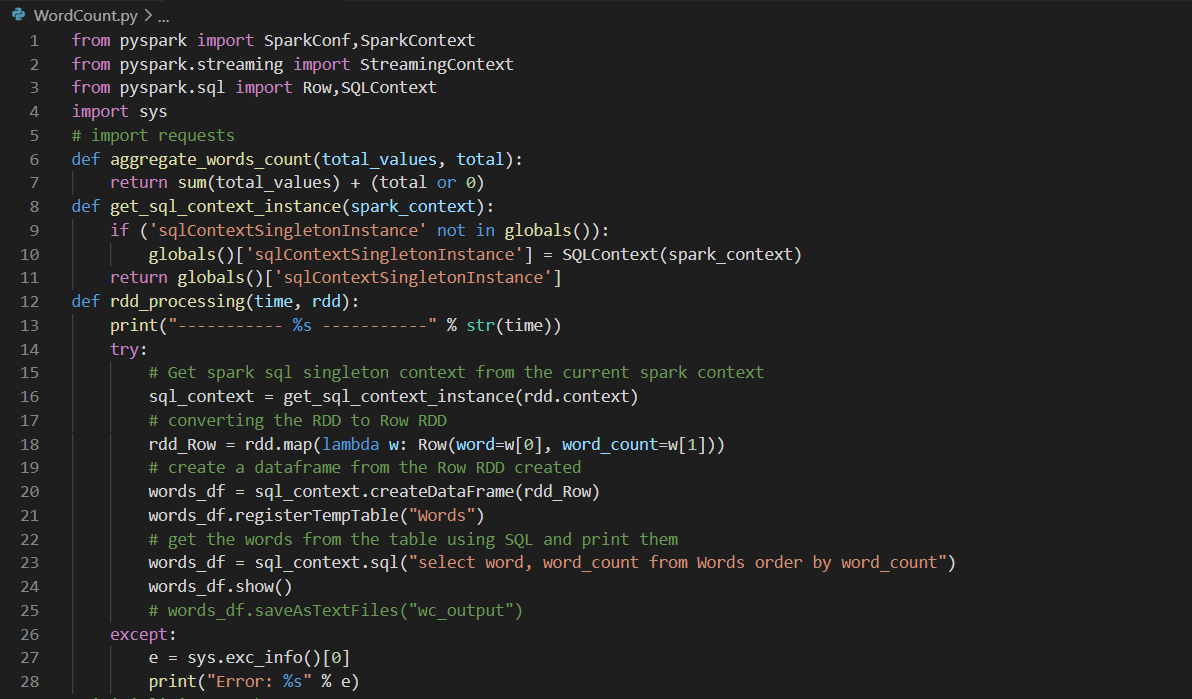 WordCount.py > ...
1 from pyspark import SparkConf,SparkContext
2 from pyspark.streaming import StreamingContext
3 from pyspark.sql import Row,SQLContext
4 import sys
5 # import requests
6 def aggregate_words_count(total_values, total):
7     return sum(total_values) + (total or 0)
8 def get_sql_context_instance(spark_context):
9     if ('sqlContextSingletonInstance' not in globals()):
10         globals()['sqlContextSingletonInstance'] = SQLContext(spark_context)
11     return globals()['sqlContextSingletonInstance']
12 def rdd_processing(time, rdd):
13     print("----------- %s -----------" % str(time))
14     try:
15         # Get spark sql singleton context from the current spark context
16         sql_context = get_sql_context_instance(rdd.context)
17         # converting the RDD to Row RDD
18         rdd_Row = rdd.map(lambda w: Row(word=w[0], word_count=w[1]))
19         # create a dataframe from the Row RDD created
20         words_df = sql_context.createDataFrame(rdd_Row)
21         words_df.registerTempTable("Words")
22         # get the words from the table using SQL and print them
23         words_df = sql_context.sql("select word, word_count from Words order by word_count")
24         words_df.show()
25         # words_df.saveAsTextFiles("wc_output")
26     except:
27         e = sys.exc_info()[0]
28         print("Error: %s" % e)